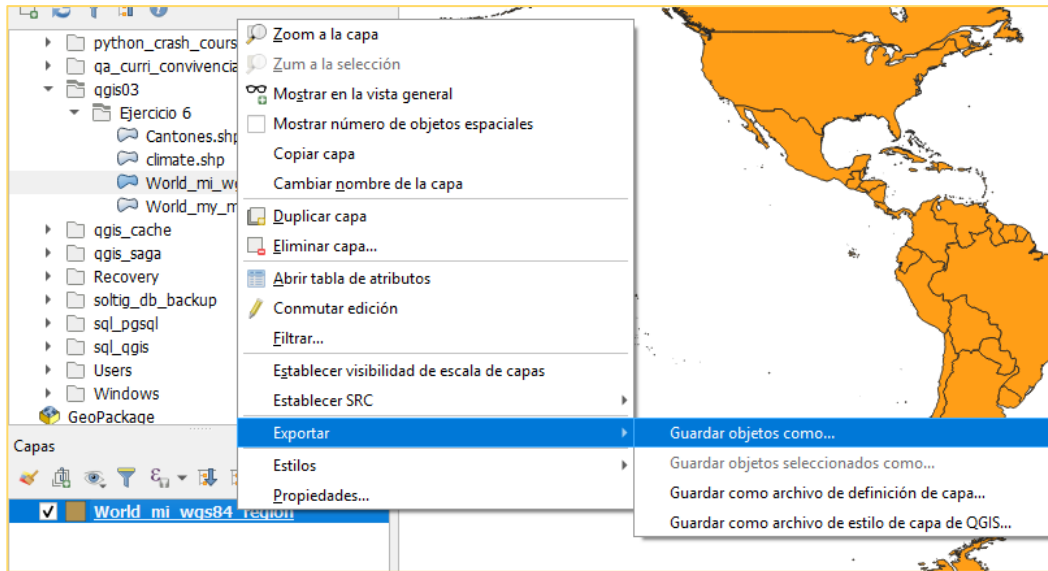 python_crash_cours
qa_curri_convivencia
qgis03
Ejercicio 6
Cantones.shp
climate.shp
World_mi_wg
World_my_m
qgis_cache
qgis_saga
Recovery
soltig_db_backup
sql_pgsql
sql_qgis
Users
Windows
GeoPackage
Capas
World_mi_wgs84_region
Zoom a la capa
Zum a la selección
Mostrar en la vista general
Mostrar número de objetos espaciales
Copiar capa
Cambiar nombre de la capa
Duplicar capa
Eliminar capa...
Abrir tabla de atributos
Conmutar edición
Filtrar...
Establecer visibilidad de escala de capas
Establecer SRC
Exportar
Estilos
Propiedades...
Guardar objetos como...
Guardar objetos seleccionados como...
Guardar como archivo de definición de capa...
Guardar como archivo de estilo de capa de QGIS...